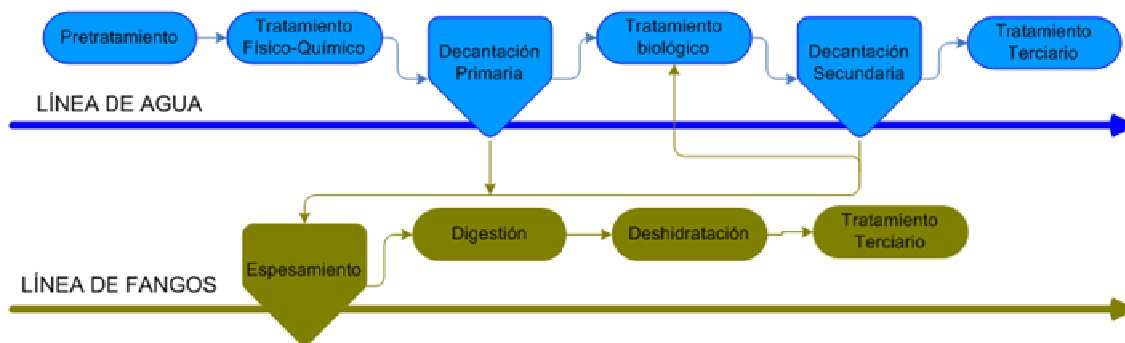 Pretratamiento
Tratamiento
Físico-Químico
Decantación
Primaria
Tratamiento
biológico
Decantación
Secundaria
Tratamiento
Terciario
LÍNEA DE AGUA
Espesamiento
Digestión
Deshidratación
Tratamiento
Terciario
LÍNEA DE FANGOS